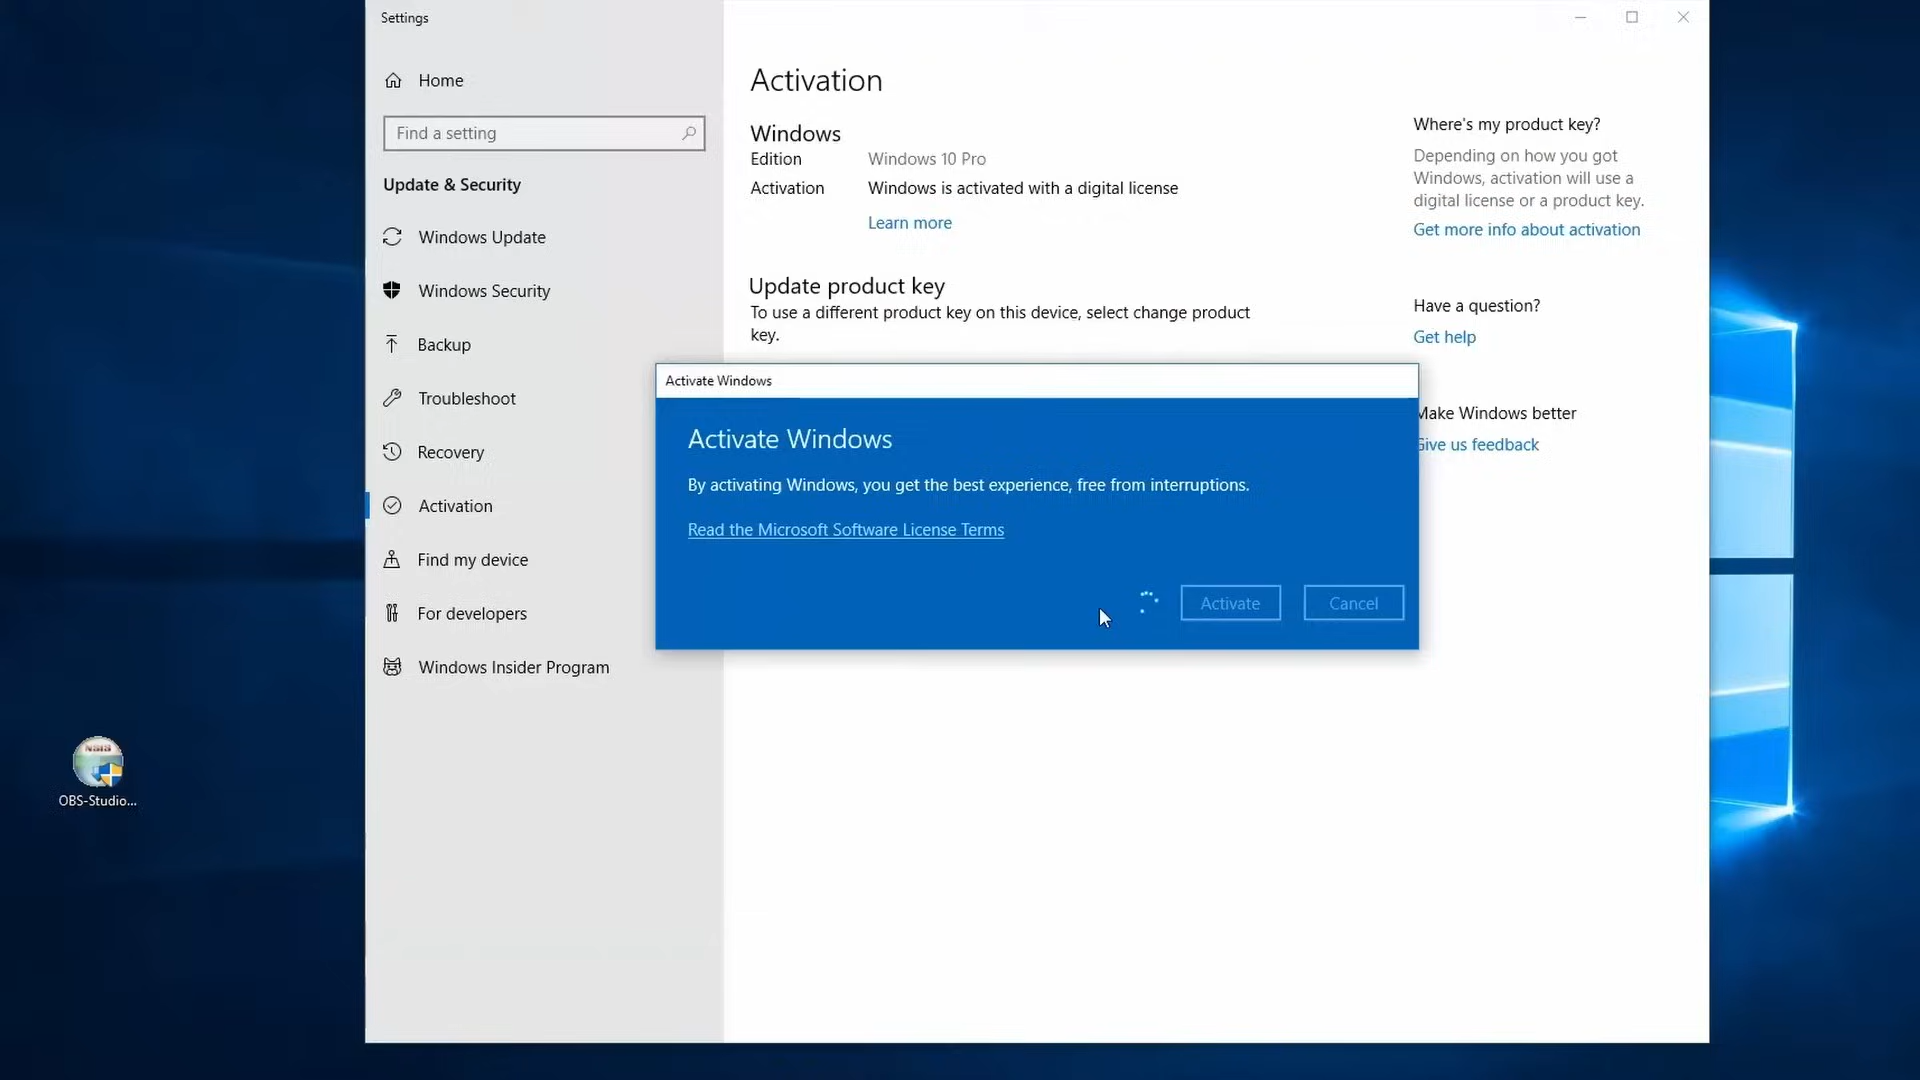 Settings
Home
Find a setting
Update & Security
Windows Update
Windows Security
Backup
Troubleshoot
Recovery
Activation
Find my device
For developers
Windows Insider Program
Activation
Windows
Edition Windows 10 Pro
Activation Windows is activated with a digital license
Learn more
Update product key
To use a different product key on this device, select change product
key.
Where's my product key?
Depending on how you got
Windows, activation will use a
digital license or a product key.
Get more info about activation
Have a question?
Get help
Make Windows better
Give us feedback
Activate Windows
Activate Windows
By activating Windows, you get the best experience, free from interruptions.
Read the Microsoft Software License Terms
Activate Cancel
NSIS
OBS-Studio...